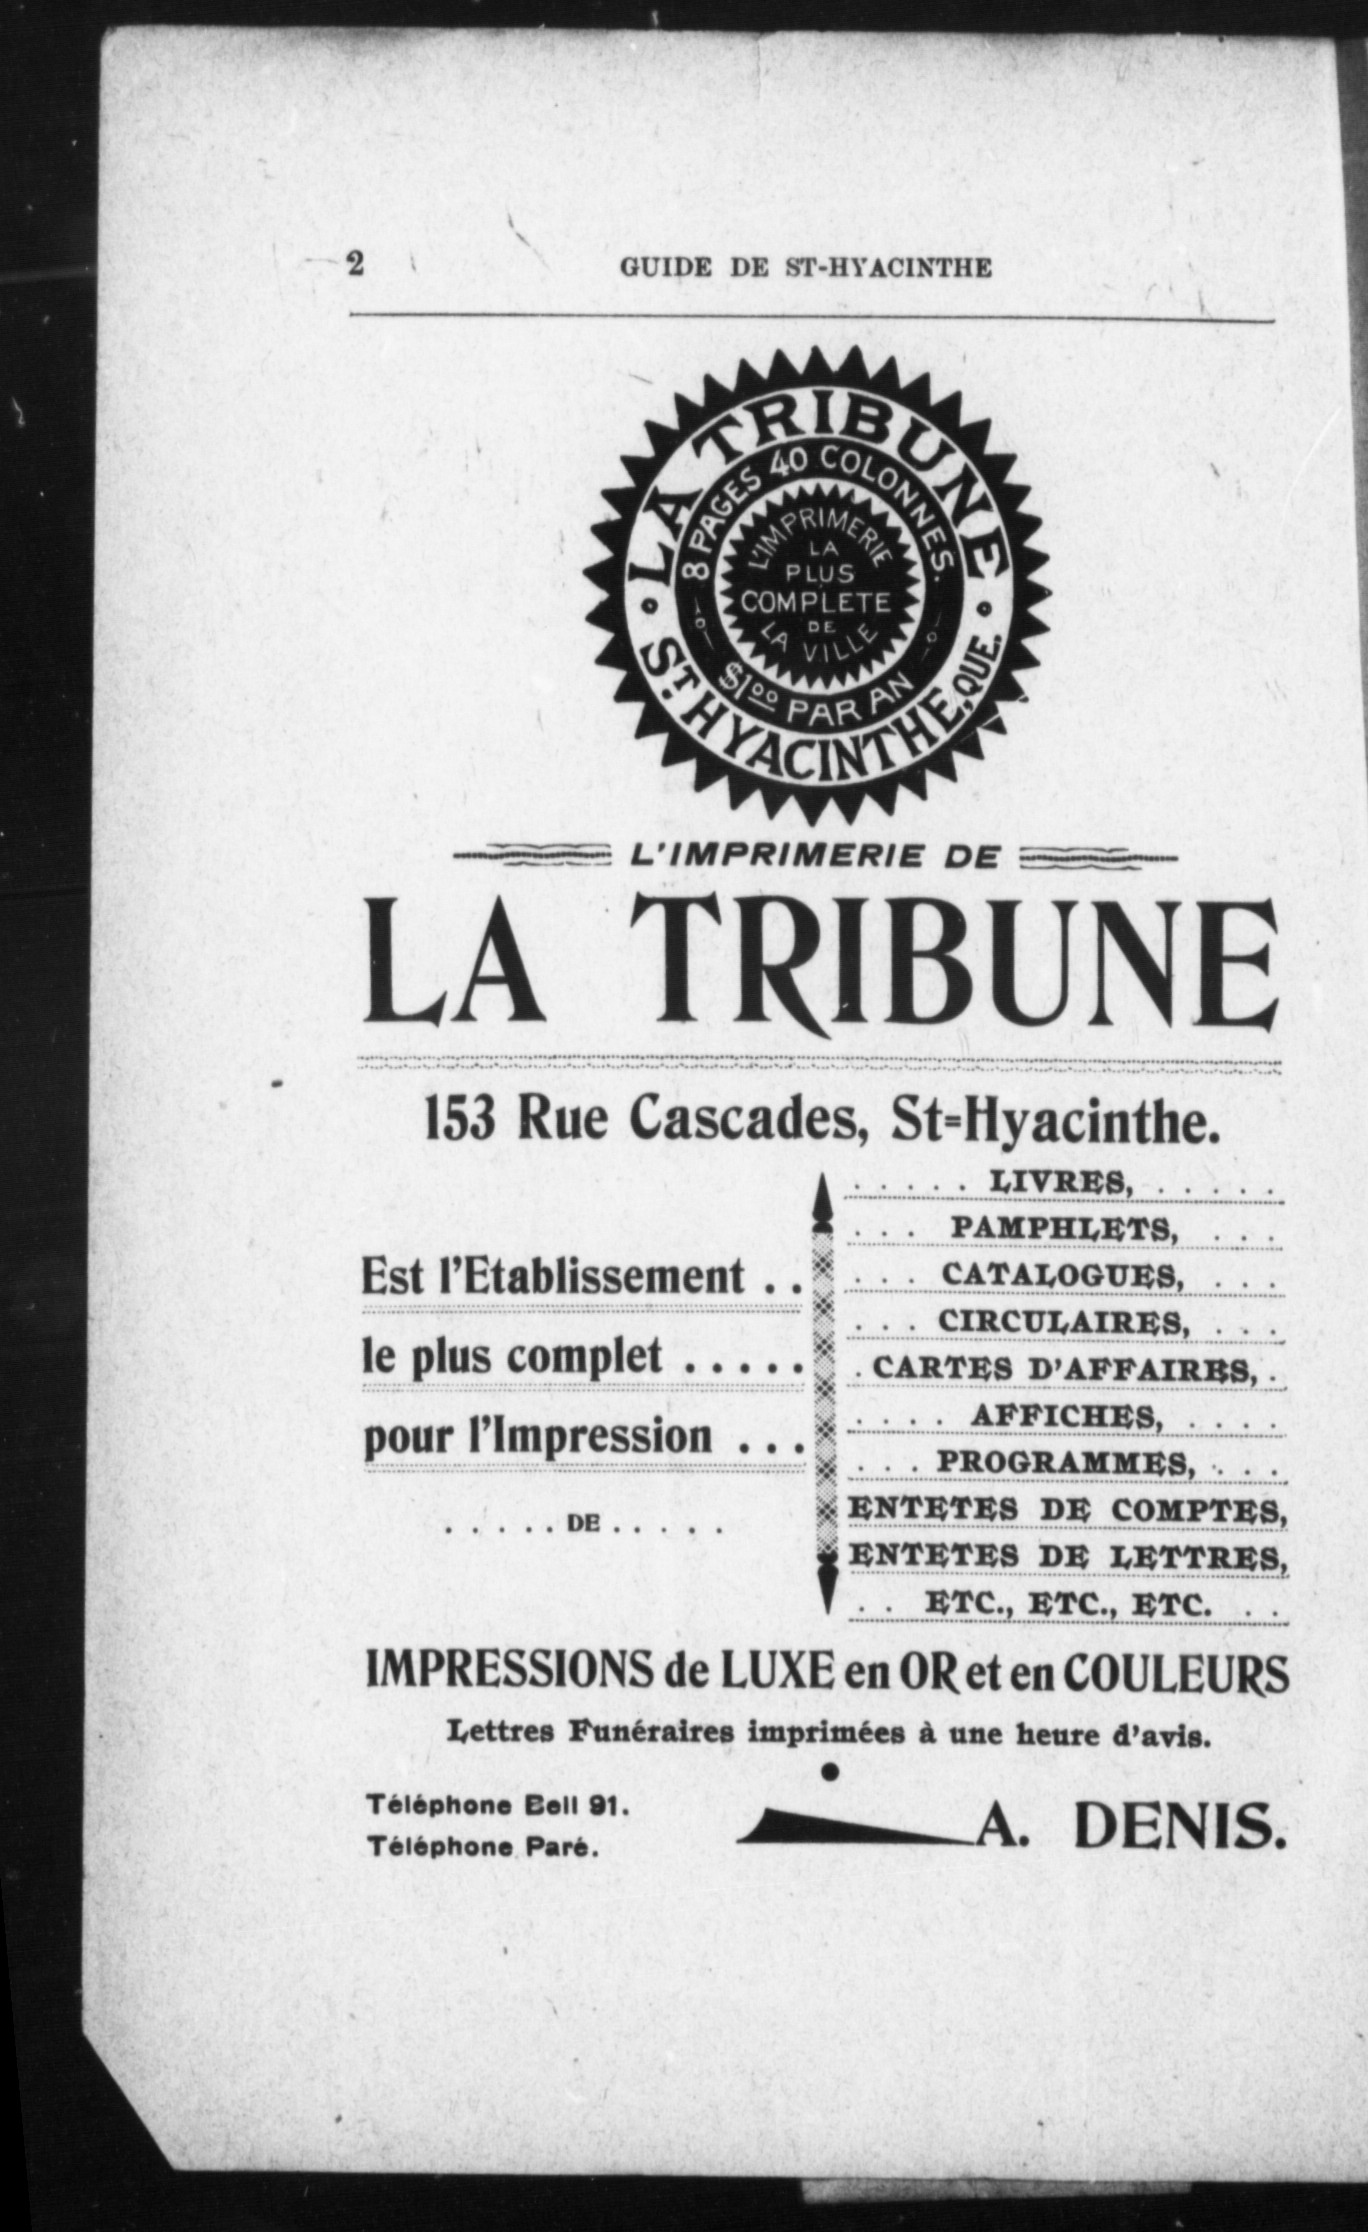 2 GUIDE DE ST-HYACINTHE
LA TRIBUNE
8 PAGES 40 COLONNES.
L'IMPRIMERIE
LA
PLUS
COMPLETE
DE
LA VILLE
$1.00 PAR AN
ST. HYACINTHE, QUE.
L'IMPRIMERIE DE
LA TRIBUNE
153 Rue Cascades, St-Hyacinthe.
Est l'Etablissement . .
le plus complet . . . . .
pour l'Impression . . .
. . . . . DE . . . . .
. . . . . LIVRES, . . . . .
. . . PAMPHLETS, . . .
. . . CATALOGUES, . . .
. . . CIRCULAIRES, . . .
. CARTES D'AFFAIRES, .
. . . . AFFICHES, . . . .
. . . PROGRAMMES, . . .
ENTETES DE COMPTES,
ENTETES DE LETTRES,
. . ETC., ETC., ETC. . .
IMPRESSIONS de LUXE en OR et en COULEURS
Lettres Funéraires imprimées à une heure d'avis.
Téléphone Bell 91.
Téléphone Paré.
A. DENIS.